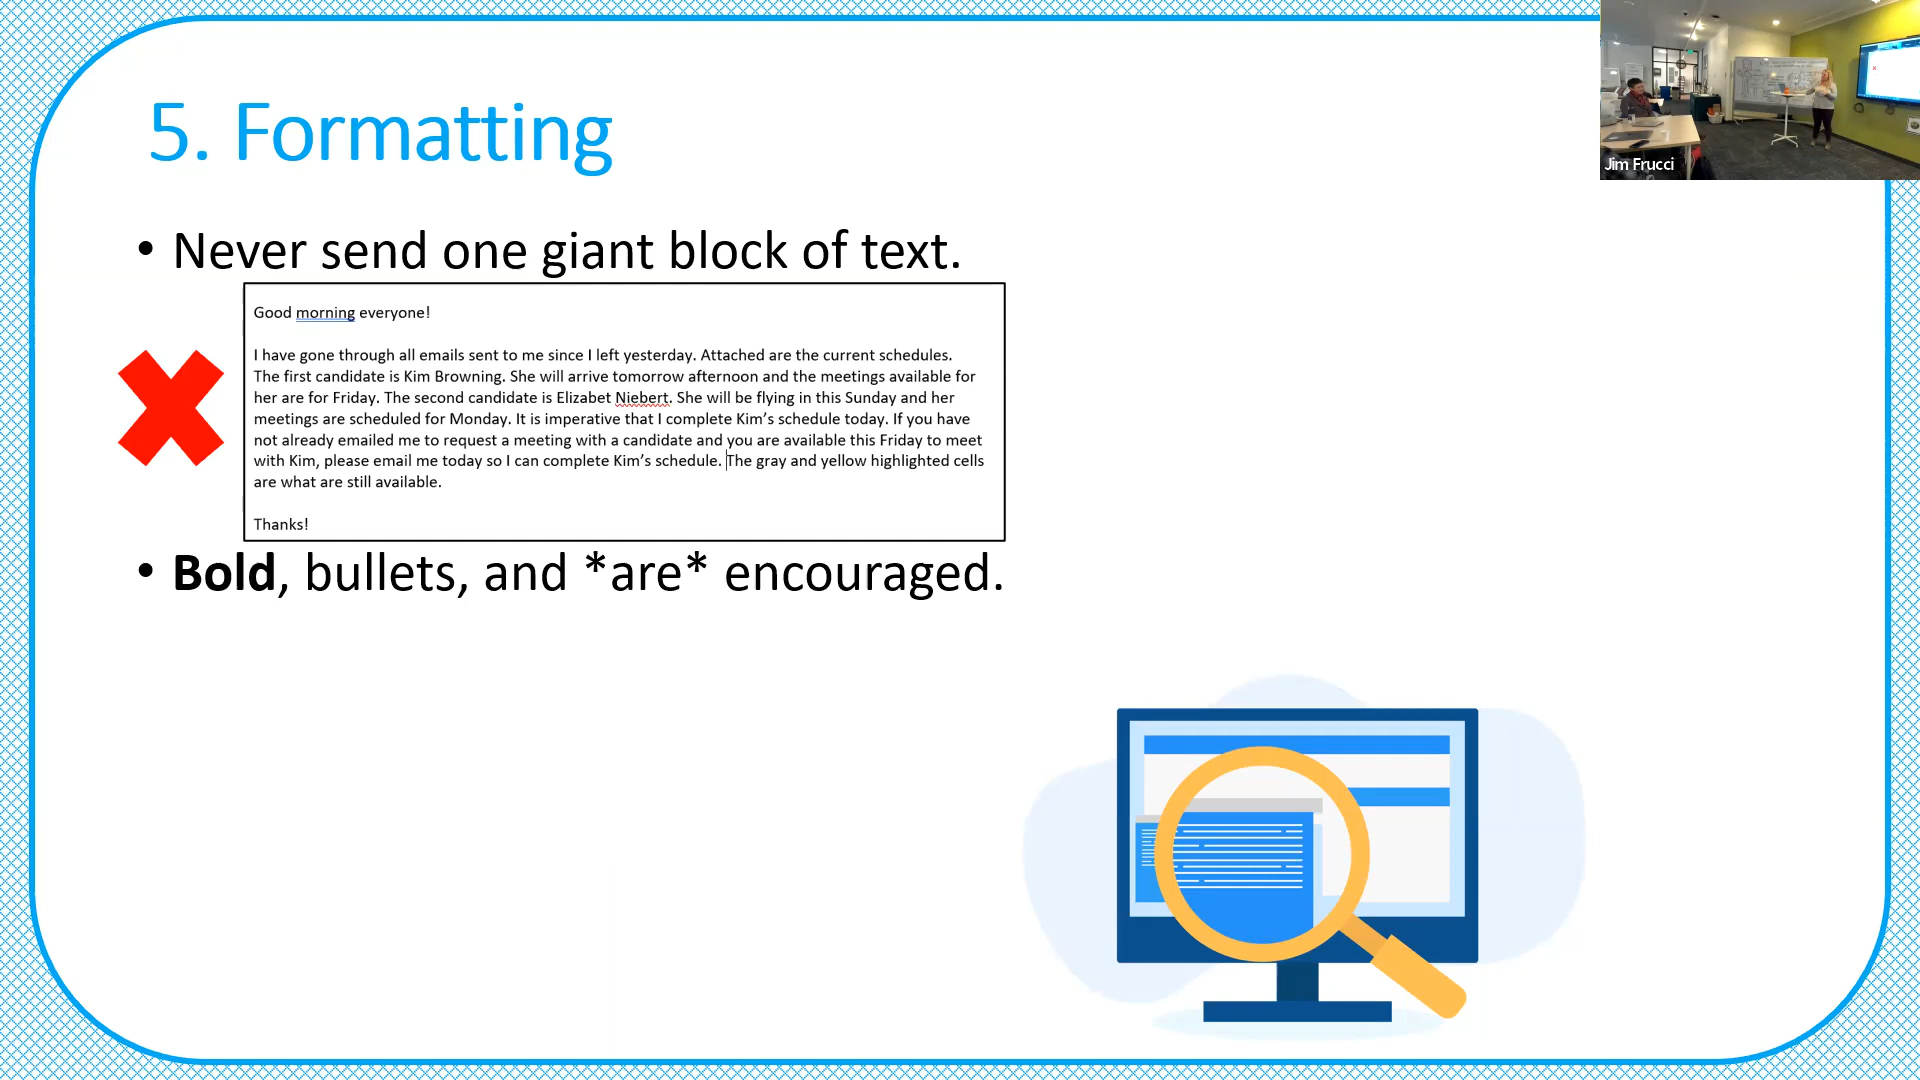 5. Formatting
• Never send one giant block of text.
Good morning everyone!
I have gone through all emails sent to me since I left yesterday. Attached are the current schedules.
The first candidate is Kim Browning. She will arrive tomorrow afternoon and the meetings available for
her are for Friday. The second candidate is Elizabet Niebert. She will be flying in this Sunday and her
meetings are scheduled for Monday. It is imperative that I complete Kim’s schedule today. If you have
not already emailed me to request a meeting with a candidate and you are available this Friday to meet
with Kim, please email me today so I can complete Kim’s schedule. The gray and yellow highlighted cells
are what are still available.
Thanks!
• Bold, bullets, and *are* encouraged.
Jim Frucci